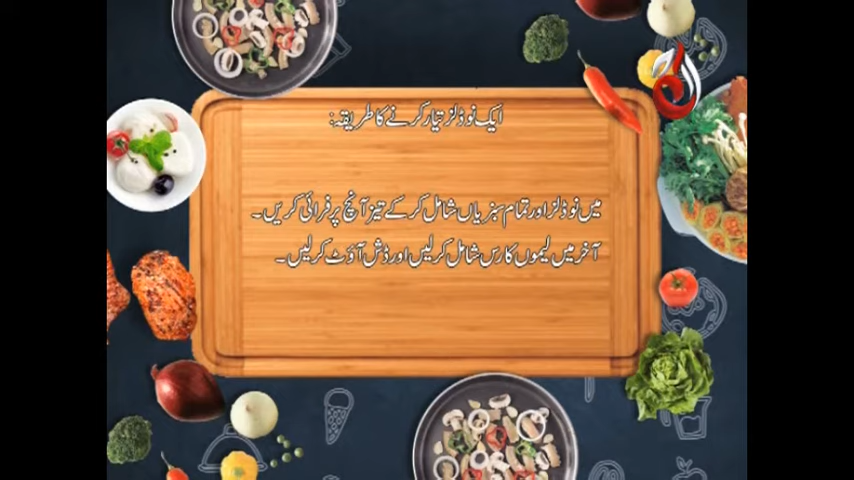 ایک نوڈلز تیار کرنے کا طریقہ:
میں نوڈلز اور تمام سبزیاں شامل کر کے تیز آنچ پر فرائی کریں۔
آخر میں لیموں کا رس شامل کر لیں اور ڈش آؤٹ کر لیں۔